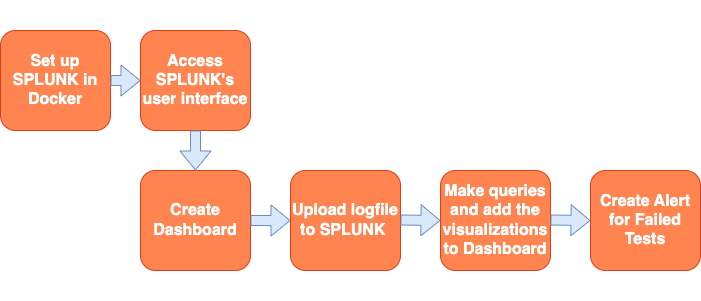 Set up
SPLUNK in
Docker
Access
SPLUNK's
user interface
Create
Dashboard
Upload logfile
to SPLUNK
Make queries
and add the
visualizations
to Dashboard
Create Alert
for Failed
Tests